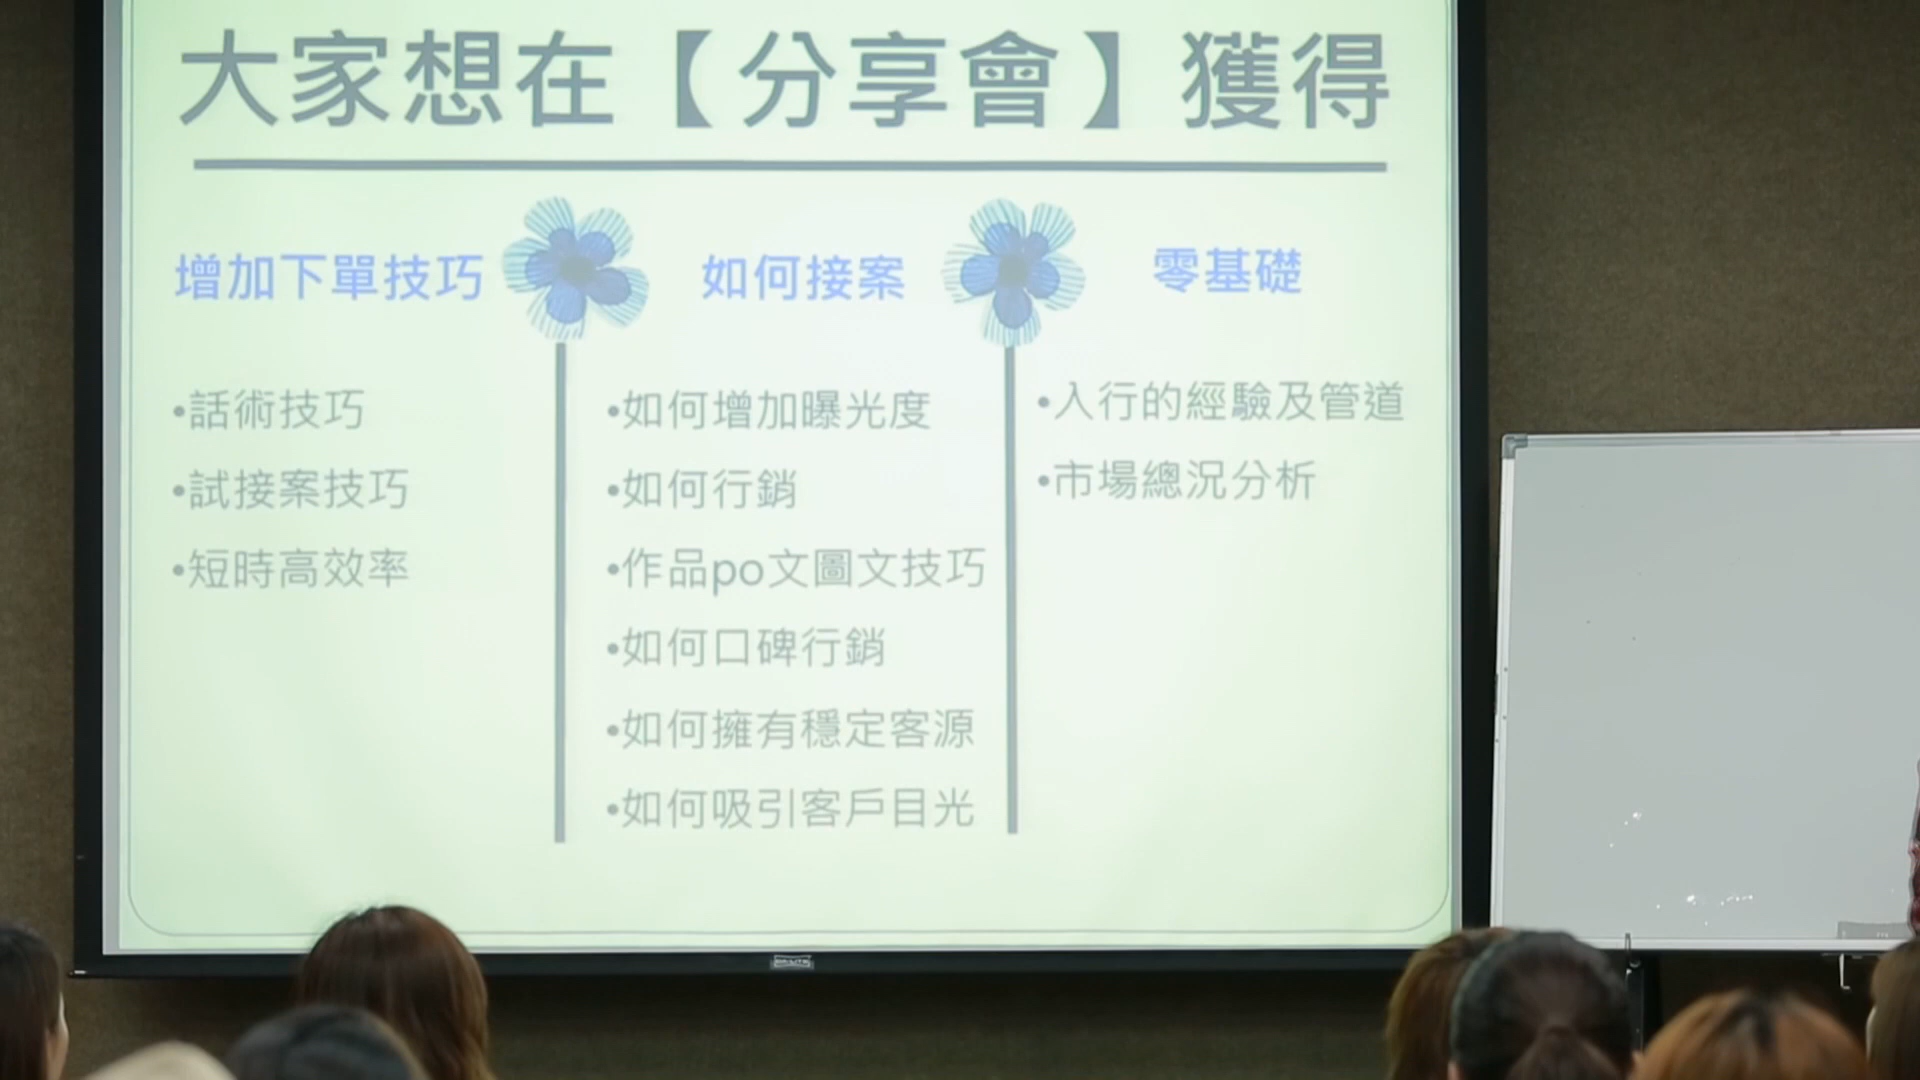 大家想在【分享會】獲得
增加下單技巧
•話術技巧
•試接案技巧
•短時高效率
如何接案
•如何增加曝光度
•如何行銷
•作品po文圖文技巧
•如何口碑行銷
•如何擁有穩定客源
•如何吸引客戶目光
零基礎
•入行的經驗及管道
•市場總況分析
DA-LITE